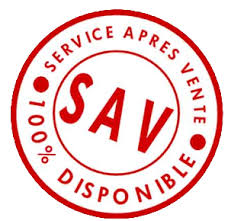 SERVICE APRES VENTE
SAV
100% DISPONIBLE